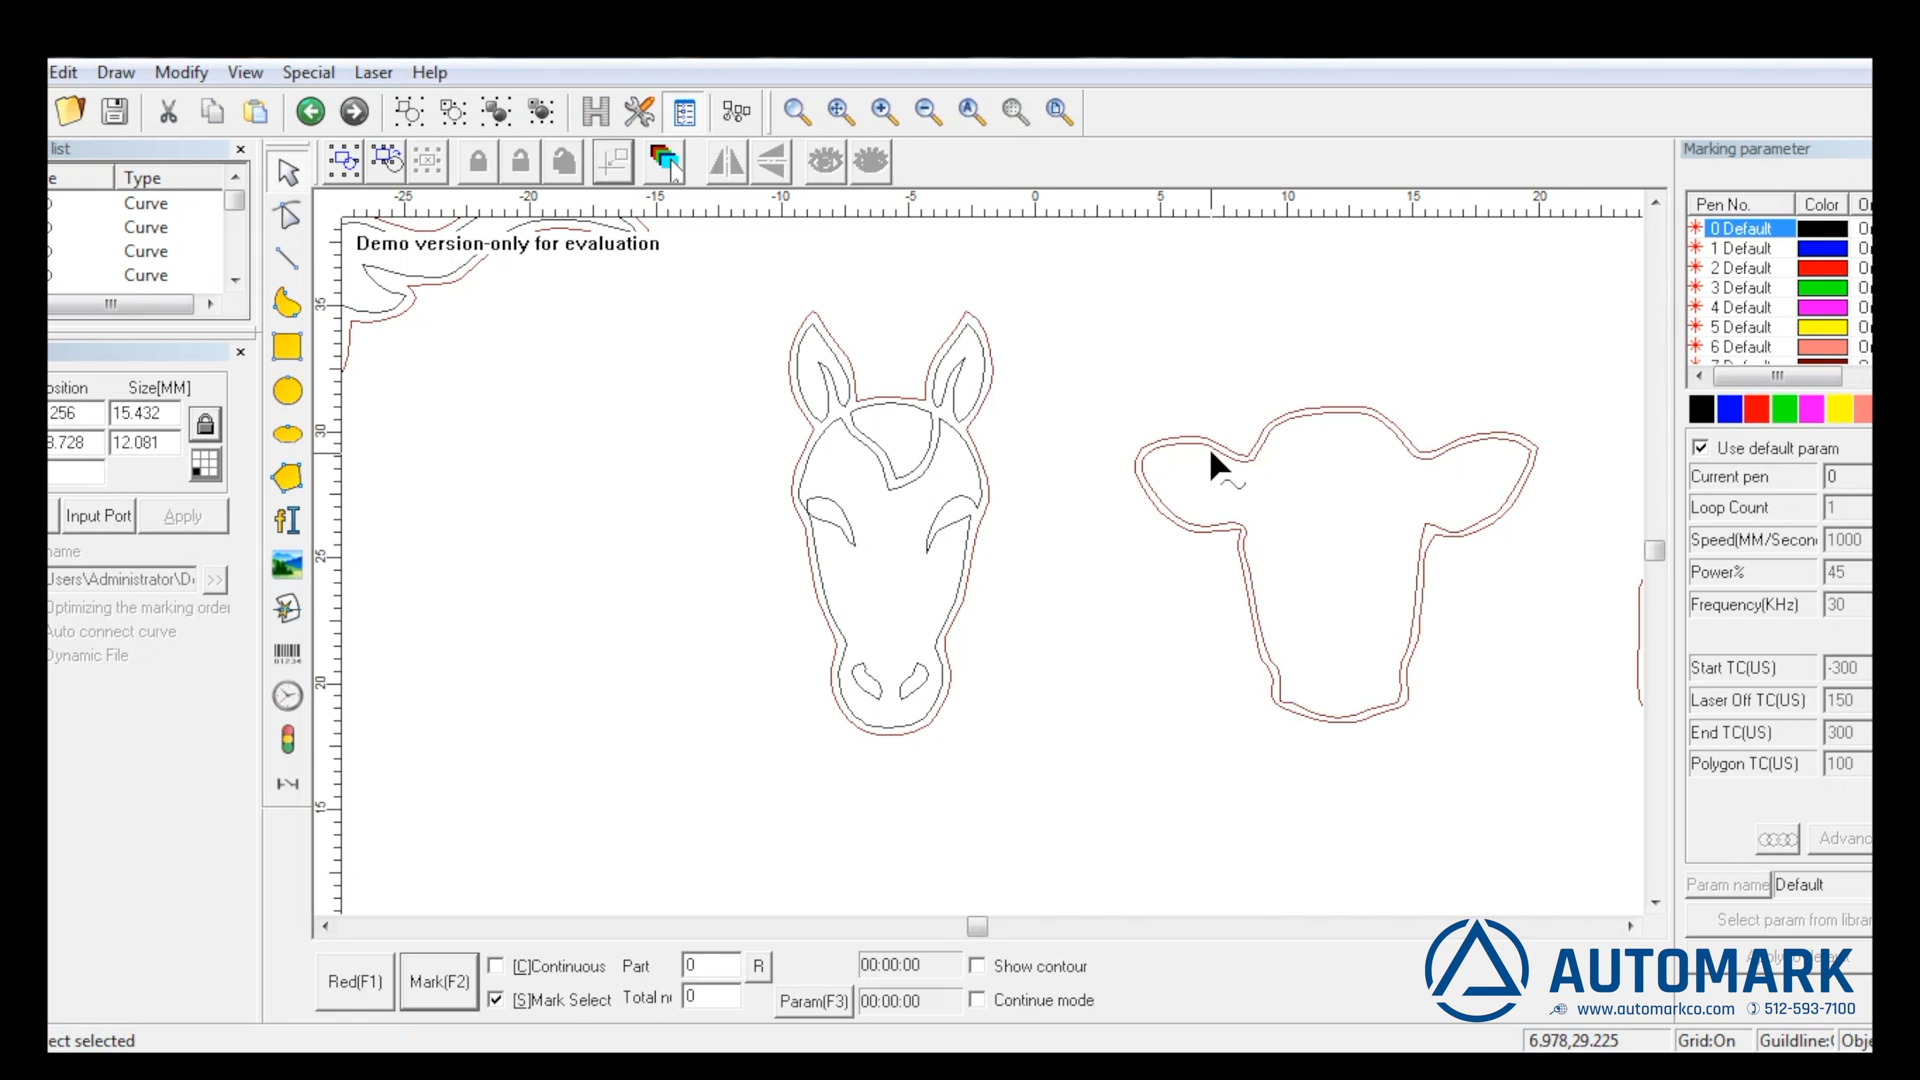 Edit Draw Modify View Special Laser Help
list
Type
Curve
Curve
Curve
Curve
osition Size[MM]
256 15.432
8.728 12.081
Input Port Apply
name
Jsers\Administrator\D >>
Optimizing the marking order
Auto connect curve
Dynamic File
-25 -20 -15 -10 -5 0 5 10 15 20
Demo version-only for evaluation
35
30
25
20
15
Marking parameter
Pen No. Color
0 Default
1 Default
2 Default
3 Default
4 Default
5 Default
6 Default
Use default param
Current pen 0
Loop Count 1
Speed(MM/Secon 1000
Power% 45
Frequency(KHz) 30
Start TC(US) -300
Laser Off TC(US) 150
End TC(US) 300
Polygon TC(US) 100
Advanc
Param name Default
Select param from librar
Red(F1) Mark(F2) [C]Continuous Part 0 R 00:00:00 Show contour
[S]Mark Select Total n 0 Param(F3) 00:00:00 Continue mode
AUTOMARK
www.automarkco.com 512-593-7100
ect selected 6.978,29.225 Grid:On Guildline:( Obje